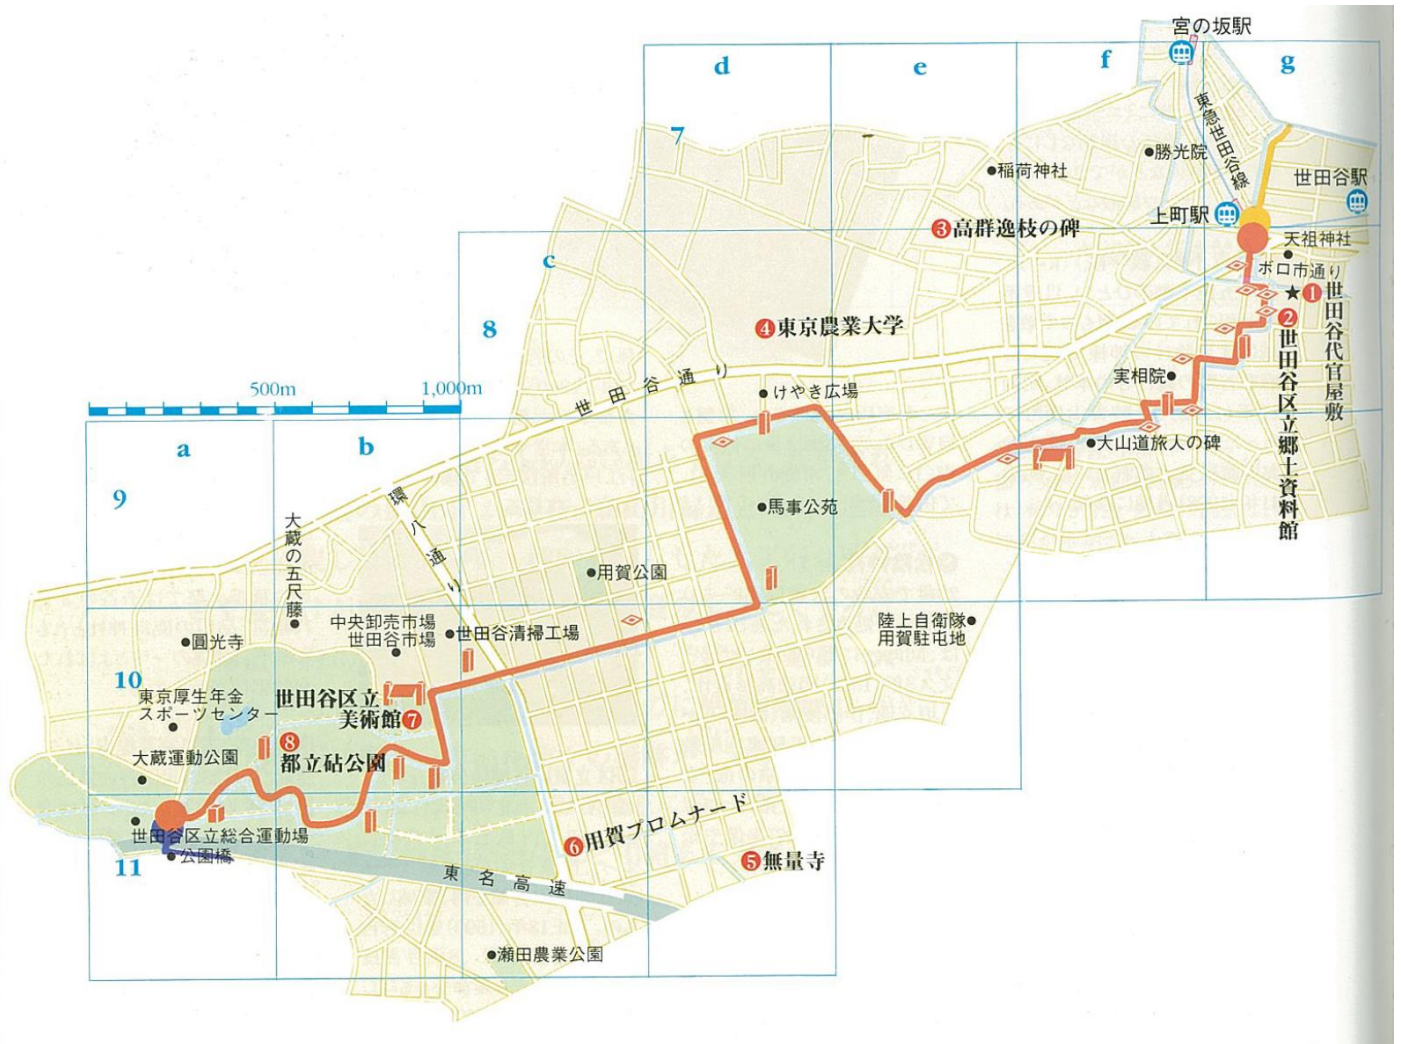 宮の坂駅
d
e
f
g
7
東急世田谷線
勝光院
稲荷神社
世田谷駅
上町駅
❸高群逸枝の碑
天祖神社
ボロ市通り
c
★❶世田谷代官屋敷
❷世田谷区立郷土資料館
8
❹東京農業大学
世田谷通り
実相院
けやき広場
500m
1,000m
大山道旅人の碑
a
b
9
環八通り
馬事公苑
大蔵の五尺藤
用賀公園
中央卸売市場
世田谷市場
世田谷清掃工場
陸上自衛隊
用賀駐屯地
圓光寺
10
東京厚生年金
スポーツセンター
世田谷区立
美術館❼
❽
都立砧公園
大蔵運動公園
世田谷区立総合運動場
公園橋
11
❻用賀プロムナード
❺無量寺
東名高速
瀬田農業公園